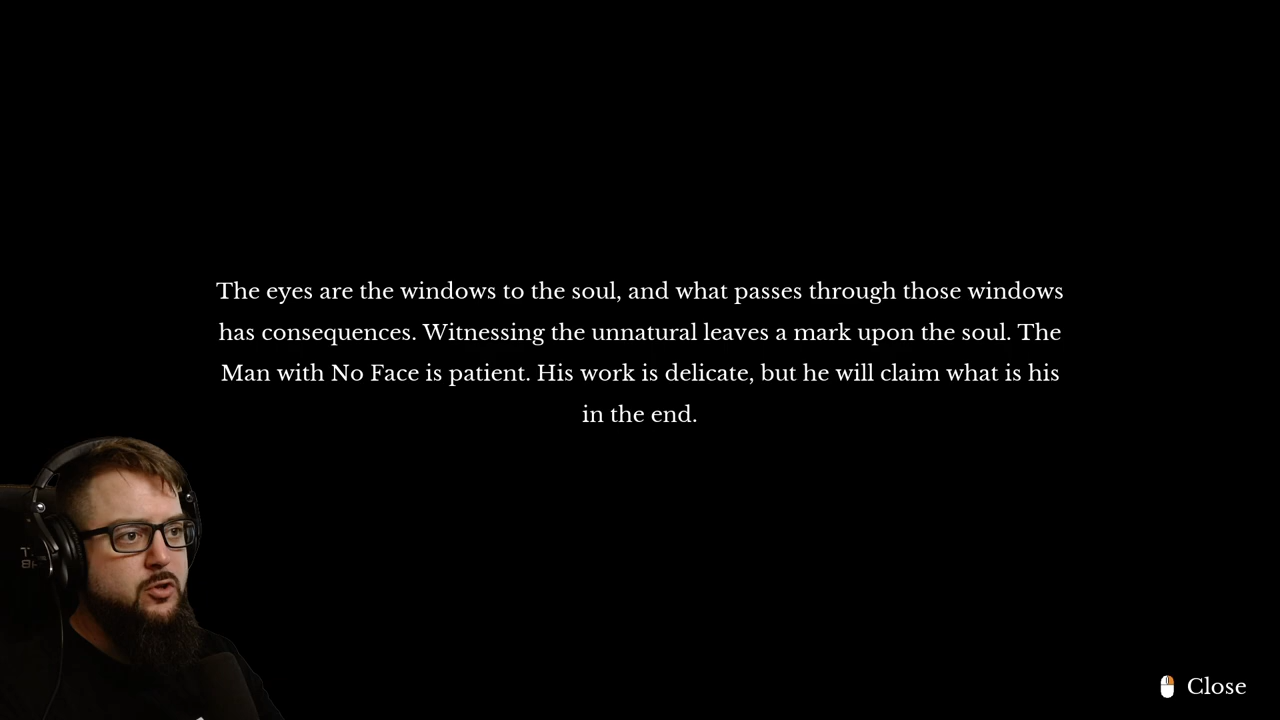 The eyes are the windows to the soul, and what passes through those windows
has consequences. Witnessing the unnatural leaves a mark upon the soul. The
Man with No Face is patient. His work is delicate, but he will claim what is his
in the end.
Close